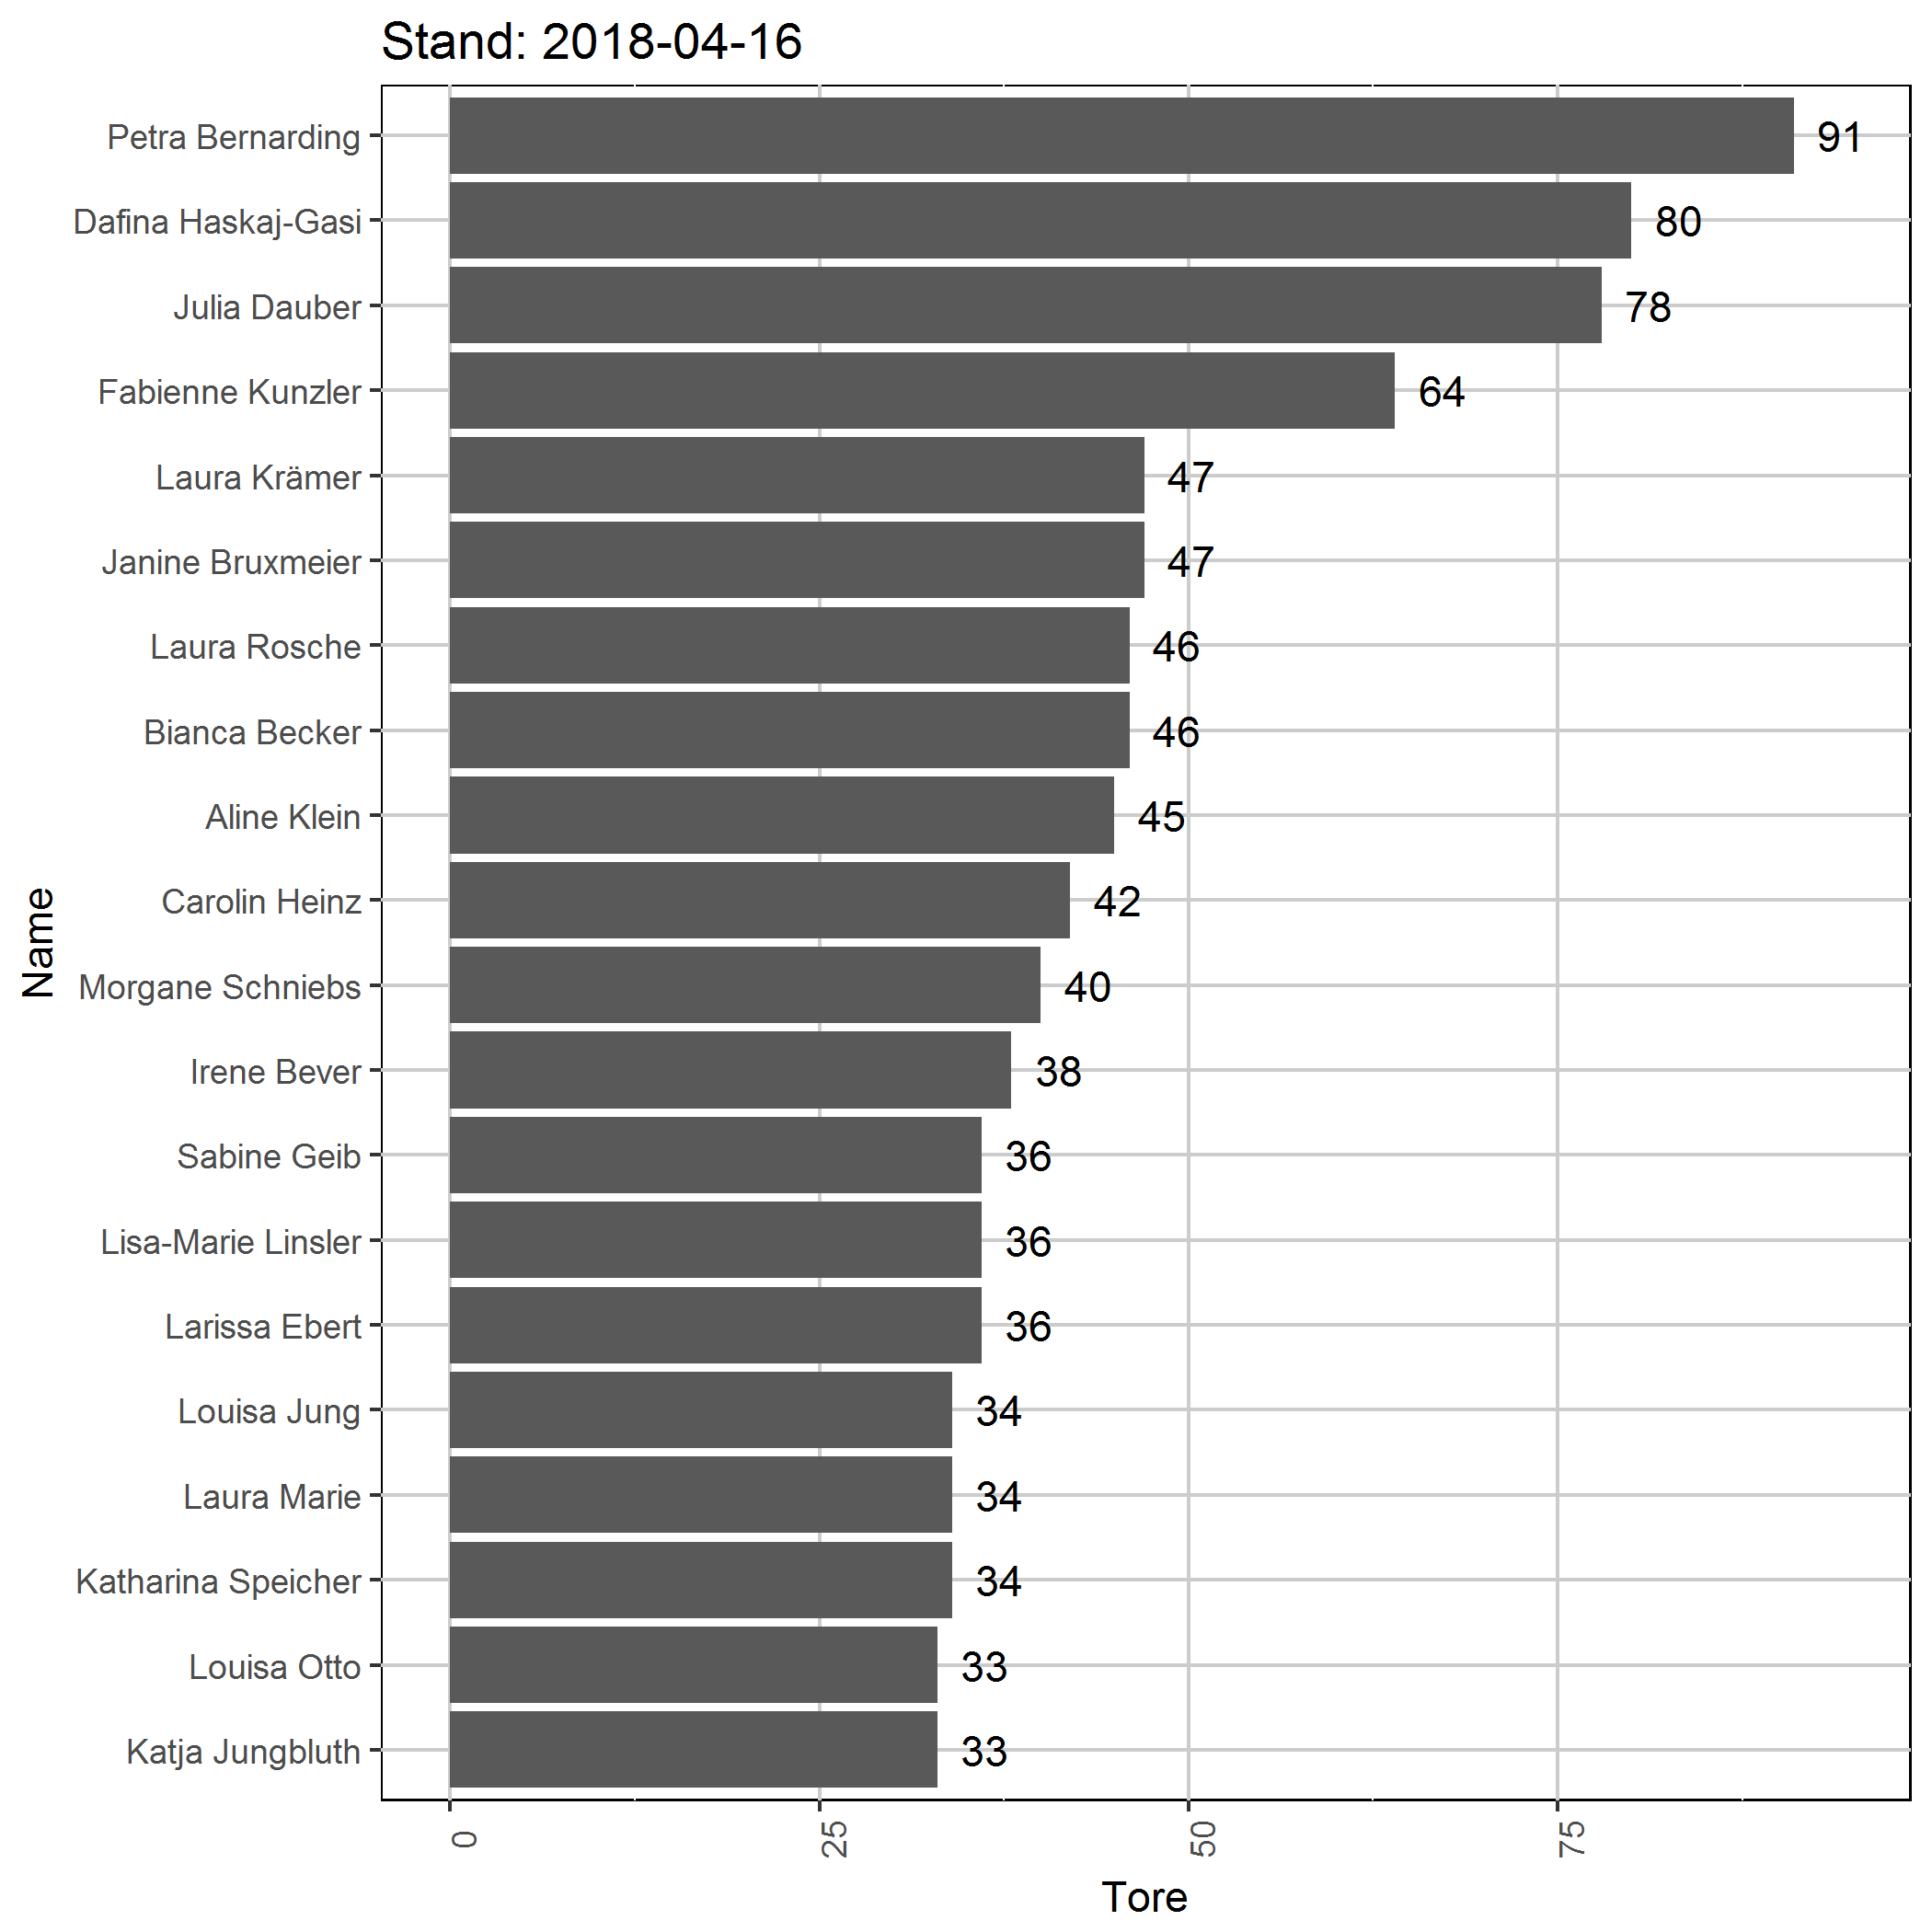 Stand: 2018-04-16
Petra Bernarding 91
Dafina Haskaj-Gasi 80
Julia Dauber 78
Fabienne Kunzler 64
Laura Krämer 47
Janine Bruxmeier 47
Laura Rosche 46
Bianca Becker 46
Aline Klein 45
Carolin Heinz 42
Morgane Schniebs 40
Irene Bever 38
Sabine Geib 36
Lisa-Marie Linsler 36
Larissa Ebert 36
Louisa Jung 34
Laura Marie 34
Katharina Speicher 34
Louisa Otto 33
Katja Jungbluth 33
Name
0 25 50 75
Tore